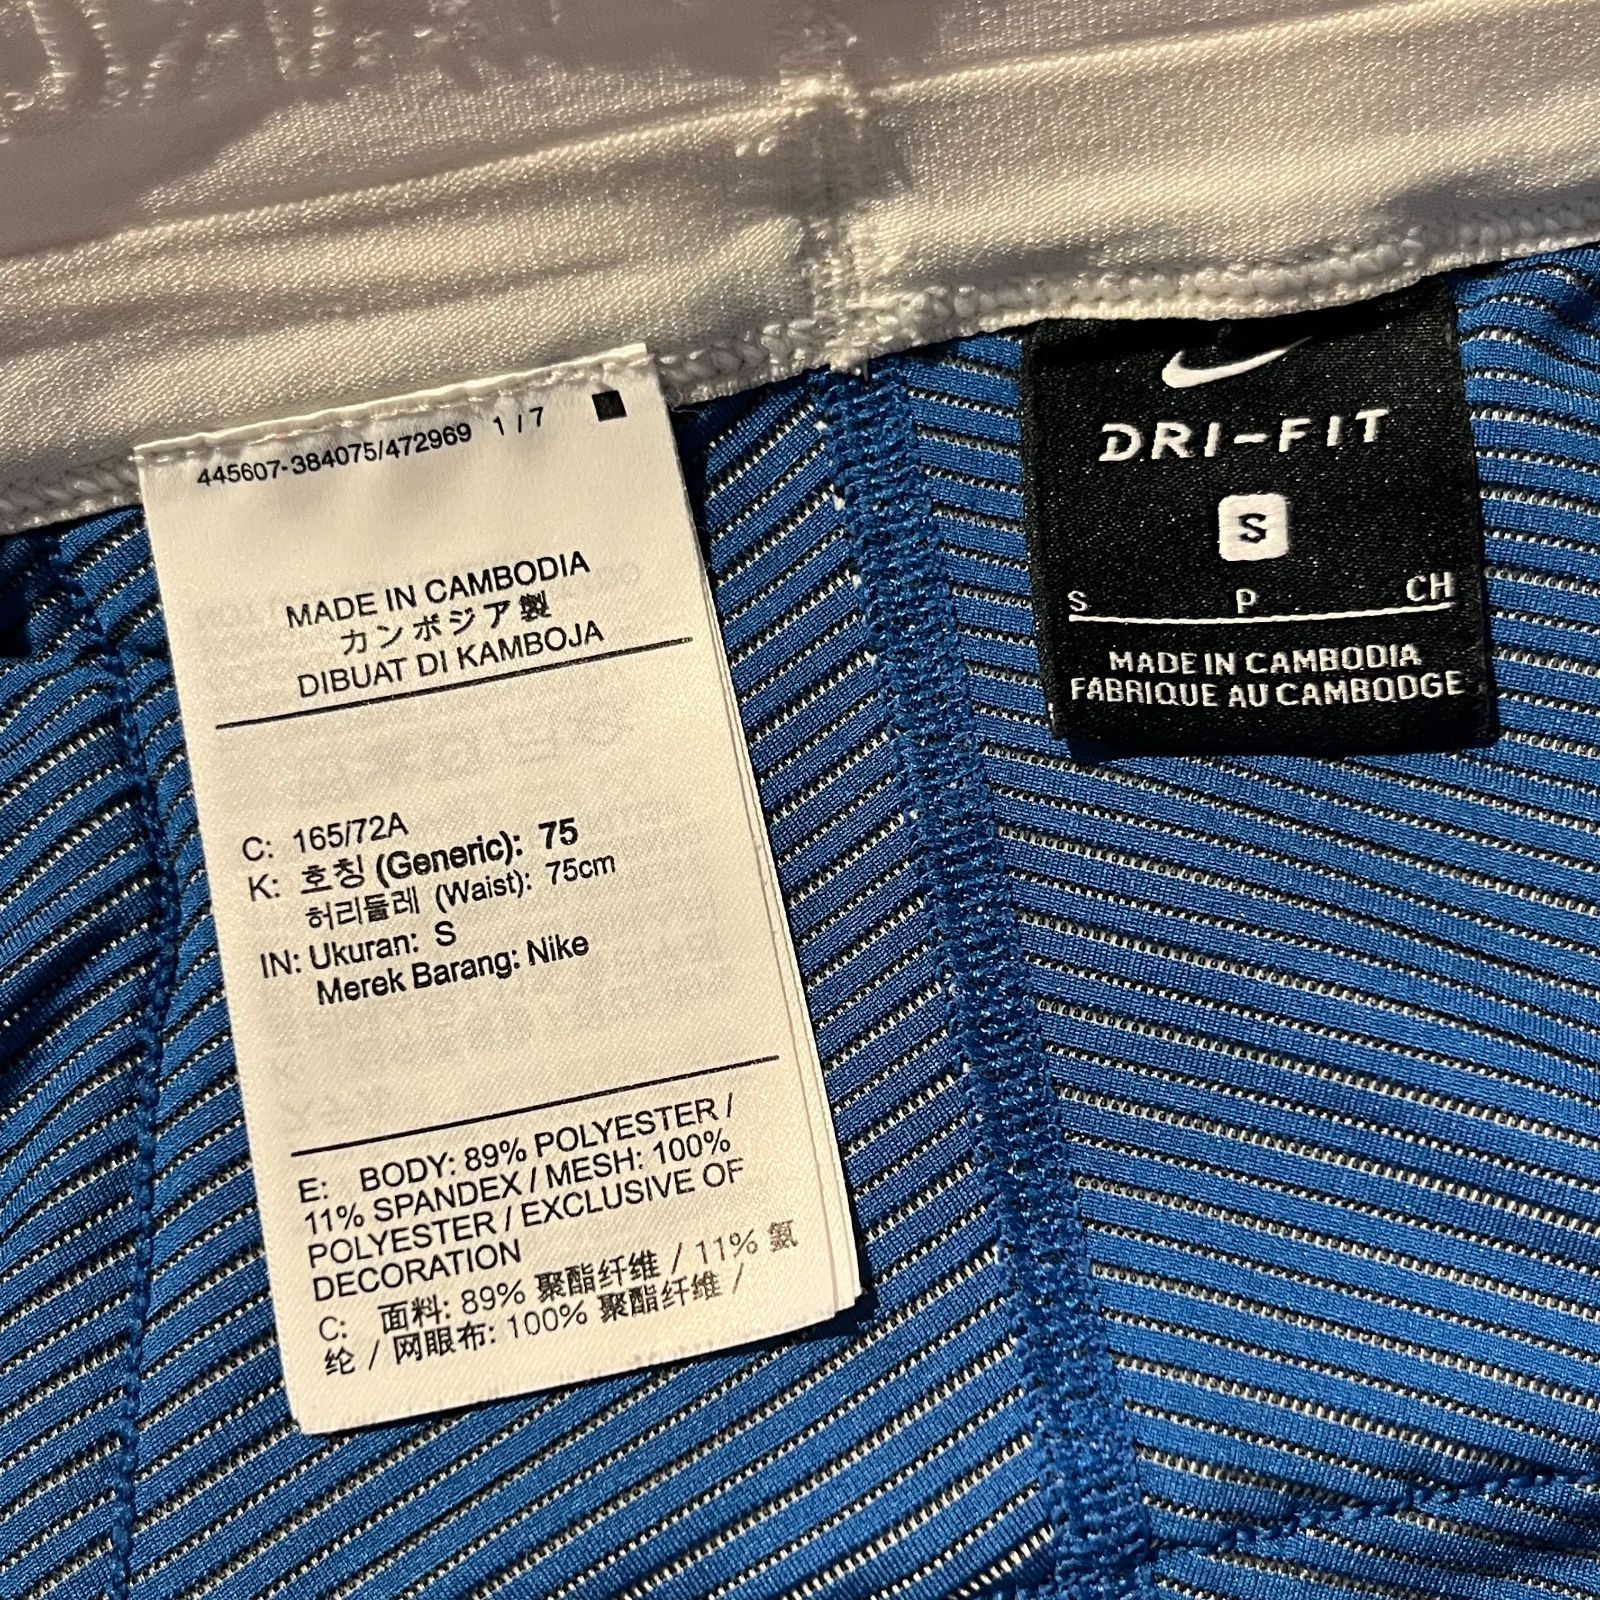 445607-384075/472969 1 / 7
MADE IN CAMBODIA
カンボジア製
DIBUAT DI KAMBOJA
C: 165/72A
K: 호칭 (Generic): 75
허리둘레 (Waist): 75cm
IN: Ukuran: S
Merek Barang: Nike
E: BODY: 89% POLYESTER /
11% SPANDEX / MESH: 100%
POLYESTER / EXCLUSIVE OF
DECORATION
C: 面料: 89% 聚酯纤维 / 11% 氨
纶 / 网眼布: 100% 聚酯纤维 /
DRI-FIT
S
S P CH
MADE IN CAMBODIA
FABRIQUE AU CAMBODGE